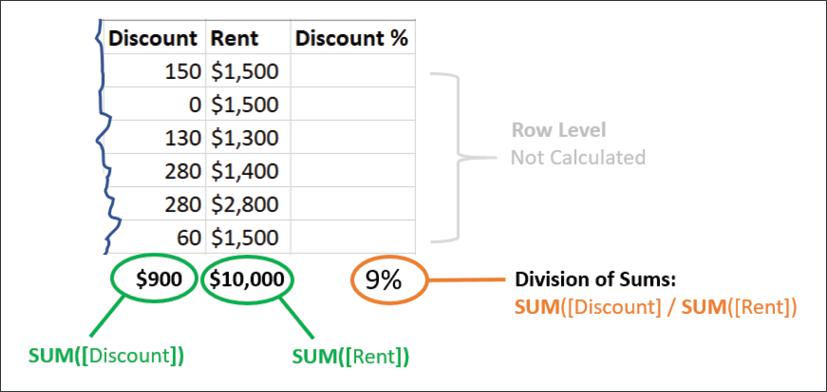 Discount Rent Discount %
150 $1,500
0 $1,500
130 $1,300
280 $1,400
280 $2,800
60 $1,500
Row Level
Not Calculated
$900 $10,000 9%
Division of Sums:
SUM([Discount] / SUM([Rent])
SUM([Discount])
SUM([Rent])